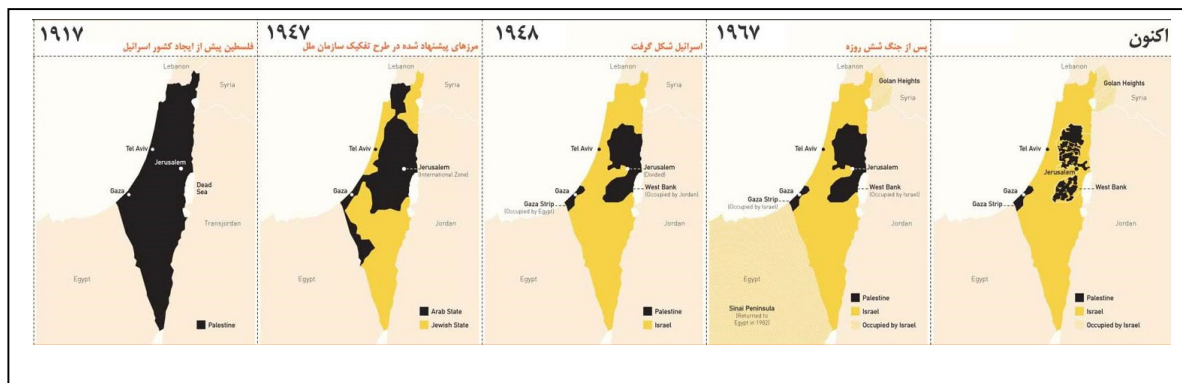 ۱۹۱۷
فلسطین پیش از ایجاد کشور اسرائیل
Lebanon
Syria
Tel Aviv
Jerusalem
Gaza
Dead
Sea
Transjordan
Egypt
Palestine
۱۹۴۷
مرزهای پیشنهاد شده در طرح تفکیک سازمان ملل
Lebanon
Syria
Tel Aviv
Jerusalem
(International Zone)
Gaza
Jordan
Egypt
Arab State
Jewish State
۱۹۴۸
اسرائیل شکل گرفت
Lebanon
Syria
Tel Aviv
Jerusalem
(Divided)
Gaza
West Bank
(Occupied by Jordan)
Gaza Strip
(Occupied by Egypt)
Jordan
Egypt
Palestine
Israel
۱۹۶۷
پس از جنگ شش روزه
Lebanon
Golan Heights
Syria
Tel Aviv
Jerusalem
Gaza
West Bank
(Occupied by Israel)
Gaza Strip
(Occupied by Israel)
Jordan
Egypt
Sinai Peninsula
(Returned to
Egypt in 1982)
Palestine
Israel
Occupied by Israel
اکنون
Lebanon
Golan Heights
Syria
Tel Aviv
Jerusalem
Gaza
West Bank
Gaza Strip
Jordan
Egypt
Palestine
Israel
Occupied by Israel